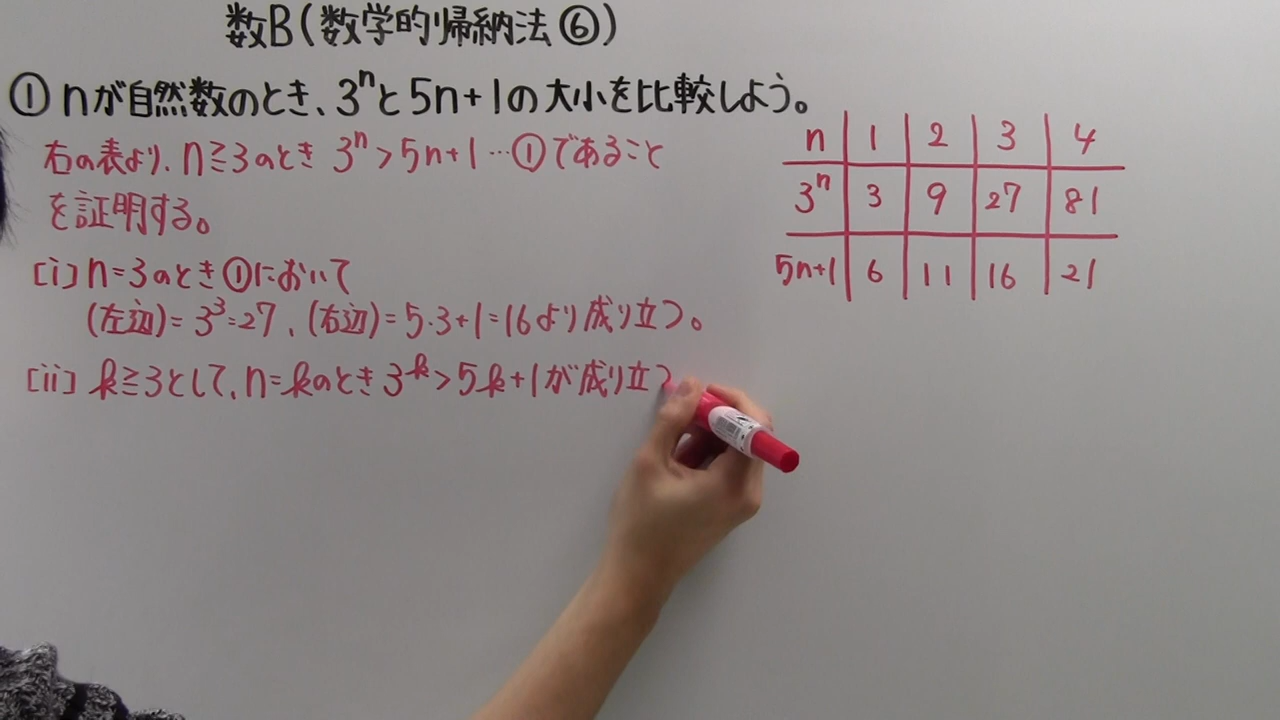 数B(数学的帰納法⑥)
① nが自然数のとき、3ⁿと5n+1の大小を比較しよう。
右の表より、n≧3のとき 3ⁿ>5n+1…①であること
を証明する。
[i] n=3のとき①において
(左辺)=3³=27、(右辺)=5·3+1=16より成り立つ。
[ii] k≧3として、n=kのとき3ᵏ>5k+1が成り立つ
n 1 2 3 4
3ⁿ 3 9 27 81
5n+1 6 11 16 21